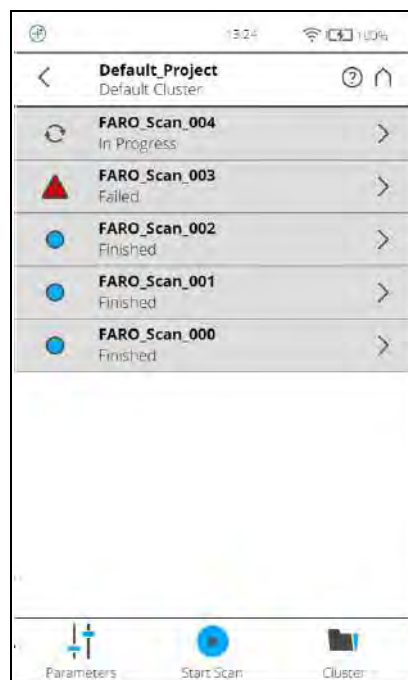 13:24 100%
Default_Project
Default Cluster
FARO_Scan_004
In Progress
FARO_Scan_003
Failed
FARO_Scan_002
Finished
FARO_Scan_001
Finished
FARO_Scan_000
Finished
Parameters Start Scan Cluster